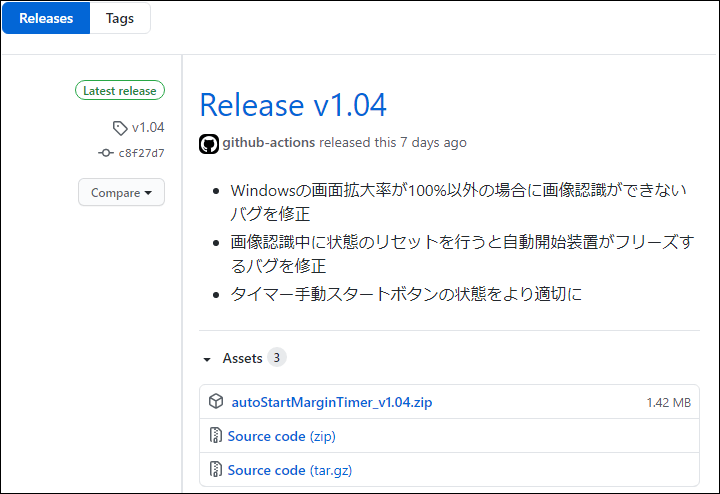 Releases Tags
Latest release
v1.04
c8f27d7
Compare
Release v1.04
github-actions released this 7 days ago
Windowsの画面拡大率が100%以外の場合に画像認識ができない
バグを修正
画像認識中に状態のリセットを行うと自動開始装置がフリーズす
るバグを修正
タイマー手動スタートボタンの状態をより適切に
Assets 3
autoStartMarginTimer_v1.04.zip 1.42 MB
Source code (zip)
Source code (tar.gz)